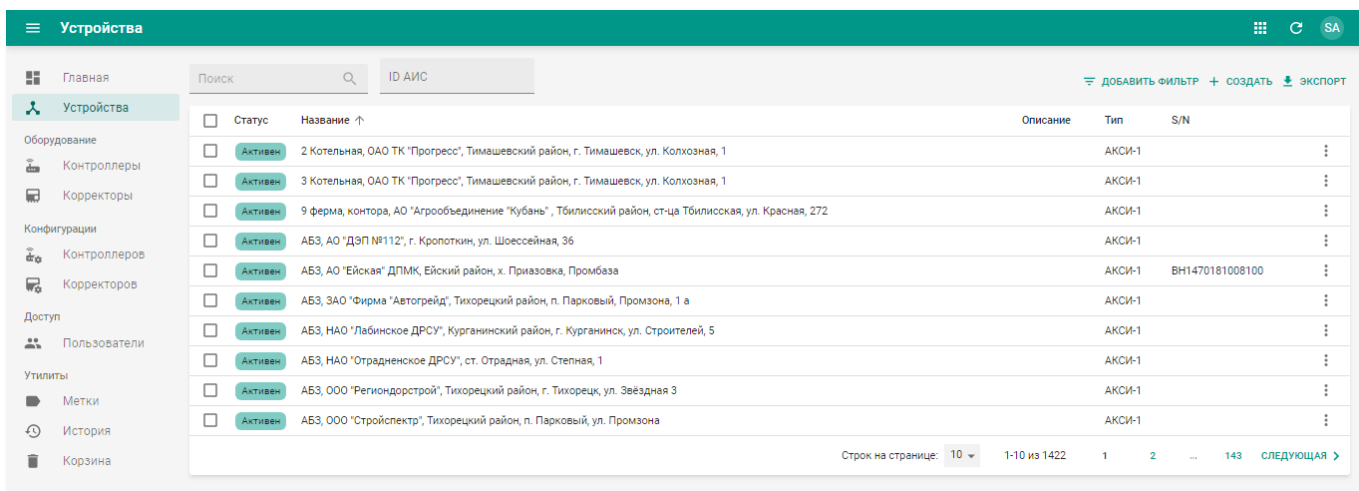 Устройства
SA
Главная
Устройства
Оборудование
Контроллеры
Корректоры
Конфигурации
Контроллеров
Корректоров
Доступ
Пользователи
Утилиты
Метки
История
Корзина
Поиск
ID АИС
ДОБАВИТЬ ФИЛЬТР + СОЗДАТЬ ЭКСПОРТ
Статус Название ↑ Описание Тип S/N
Активен 2 Котельная, ОАО ТК "Прогресс", Тимашевский район, г. Тимашевск, ул. Колхозная, 1 АКСИ-1
Активен 3 Котельная, ОАО ТК "Прогресс", Тимашевский район, г. Тимашевск, ул. Колхозная, 1 АКСИ-1
Активен 9 ферма, контора, АО "Агрообъединение "Кубань" , Тбилисский район, ст-ца Тбилисская, ул. Красная, 272 АКСИ-1
Активен АБЗ, АО "ДЭП №112", г. Кропоткин, ул. Шоессейная, 36 АКСИ-1
Активен АБЗ, АО "Ейская" ДПМК, Ейский район, х. Приазовка, Промбаза АКСИ-1 BH1470181008100
Активен АБЗ, ЗАО "Фирма "Автогрейд", Тихорецкий район, п. Парковый, Промзона, 1 а АКСИ-1
Активен АБЗ, НАО "Лабинское ДРСУ", Курганинский район, г. Курганинск, ул. Строителей, 5 АКСИ-1
Активен АБЗ, НАО "Отрадненское ДРСУ", ст. Отрадная, ул. Степная, 1 АКСИ-1
Активен АБЗ, ООО "Региондорстрой", Тихорецкий район, г. Тихорецк, ул. Звёздная 3 АКСИ-1
Активен АБЗ, ООО "Стройспектр", Тихорецкий район, п. Парковый, ул. Промзона АКСИ-1
Строк на странице: 10 1-10 из 1422 1 2 ... 143 СЛЕДУЮЩАЯ >